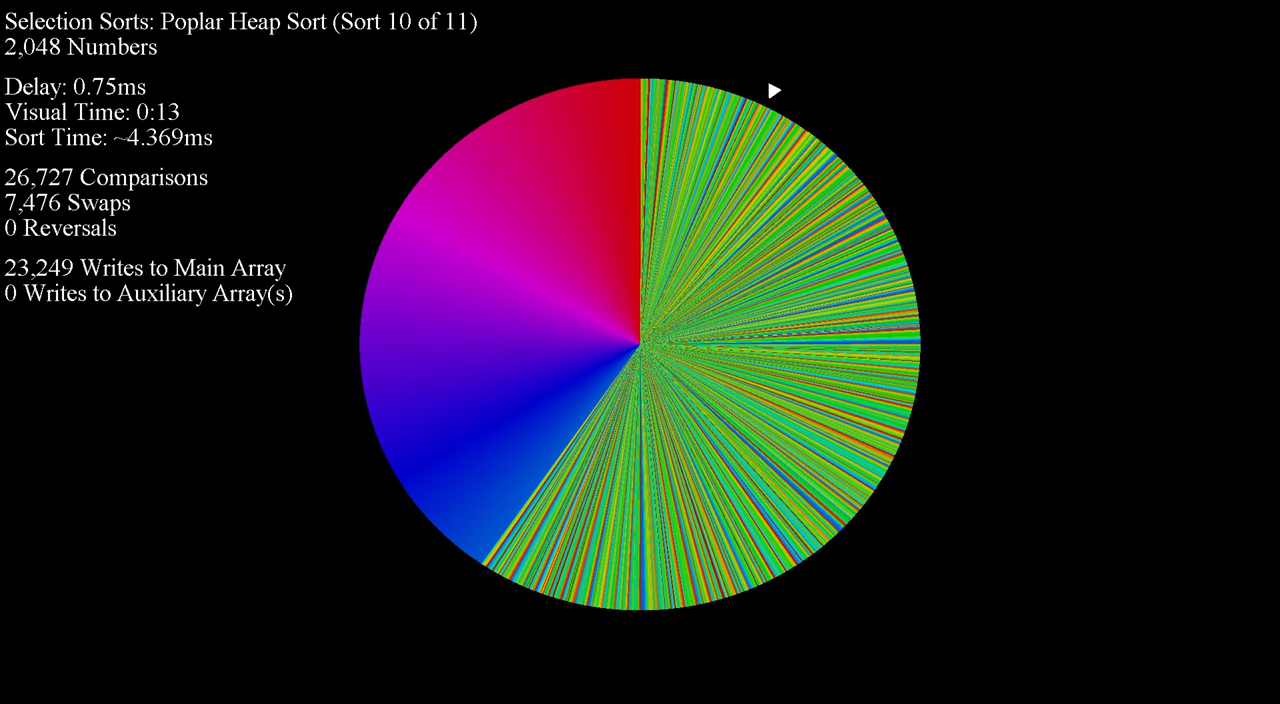 Selection Sorts: Poplar Heap Sort (Sort 10 of 11)
2,048 Numbers
Delay: 0.75ms
Visual Time: 0:13
Sort Time: ~4.369ms
26,727 Comparisons
7,476 Swaps
0 Reversals
23,249 Writes to Main Array
0 Writes to Auxiliary Array(s)